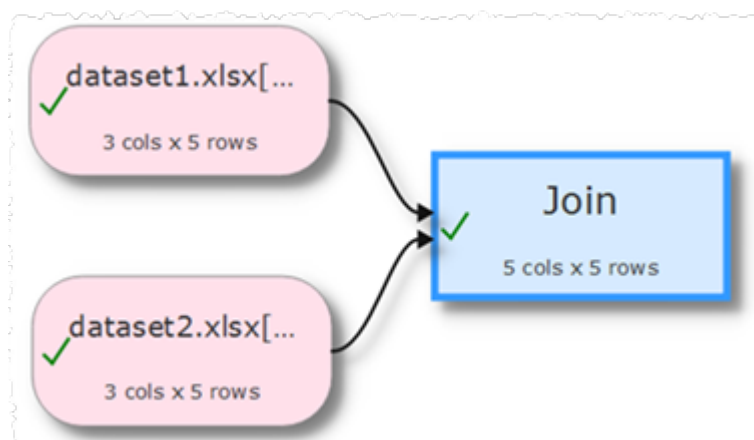 dataset1.xlsx[...
3 cols x 5 rows
Join
5 cols x 5 rows
dataset2.xlsx[...
3 cols x 5 rows